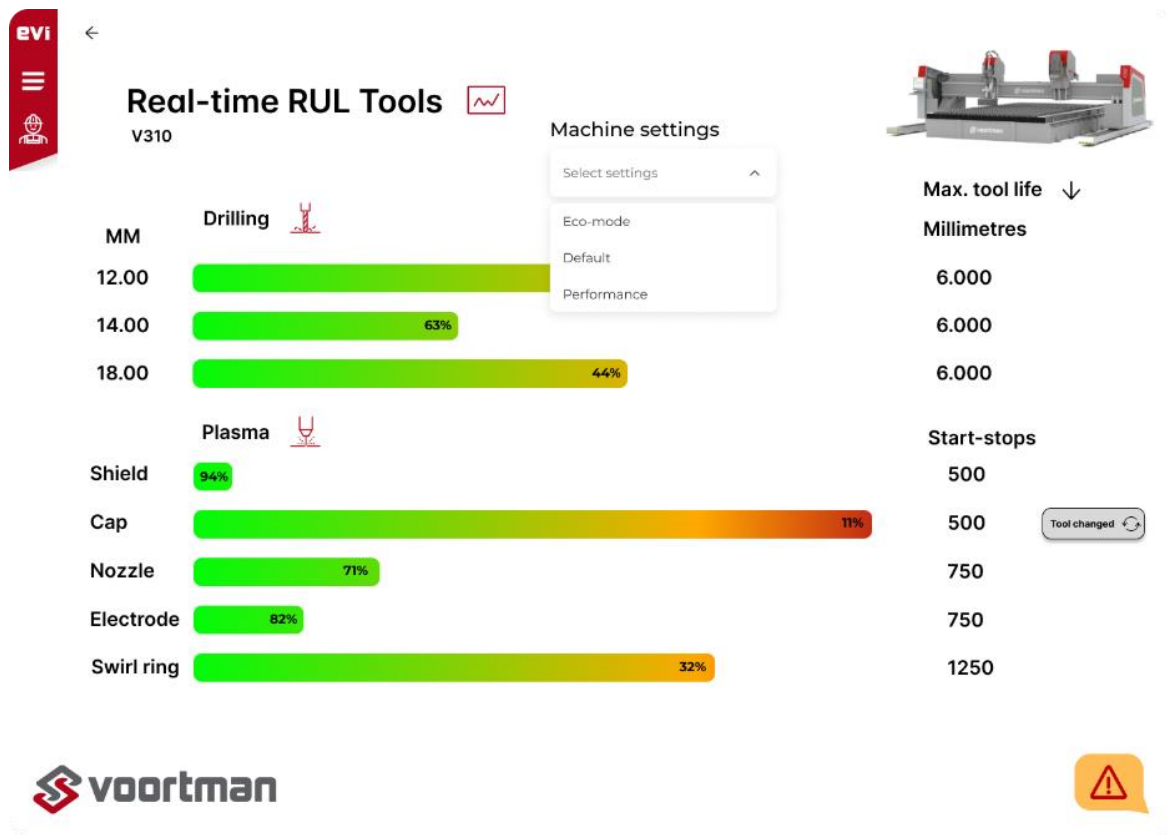 evi
Real-time RUL Tools
V310
Machine settings
Select settings
Eco-mode
Default
Performance
Max. tool life
Millimetres
Drilling
MM
12.00
6.000
14.00
63%
6.000
18.00
44%
6.000
Plasma
Start-stops
Shield
94%
500
Cap
11%
500
Tool changed
Nozzle
71%
750
Electrode
82%
750
Swirl ring
32%
1250
voortman